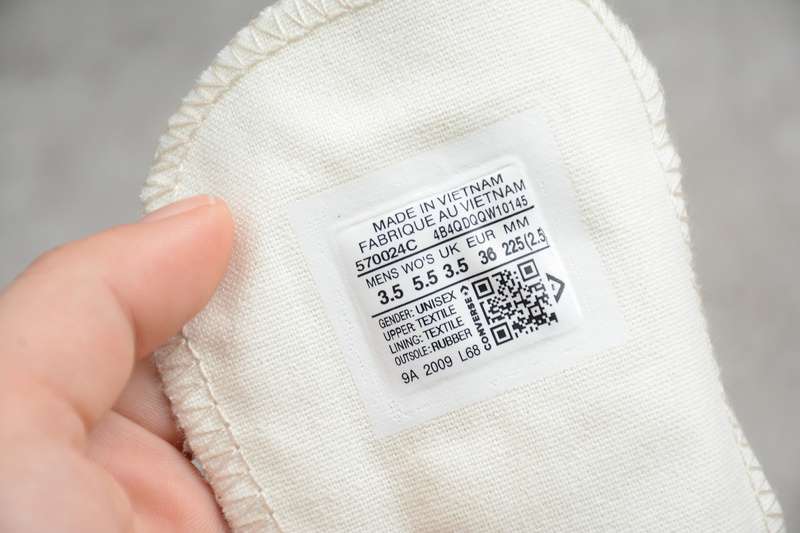 MADE IN VIETNAM
FABRIQUE AU VIETNAM
570024C 4B4QDQQW10145
MENS WO'S UK EUR MM
3.5 5.5 3.5 36 225(2.5
GENDER: UNISEX
UPPER: TEXTILE
LINING: TEXTILE
OUTSOLE: RUBBER
9A 2009 L68
CONVERSE